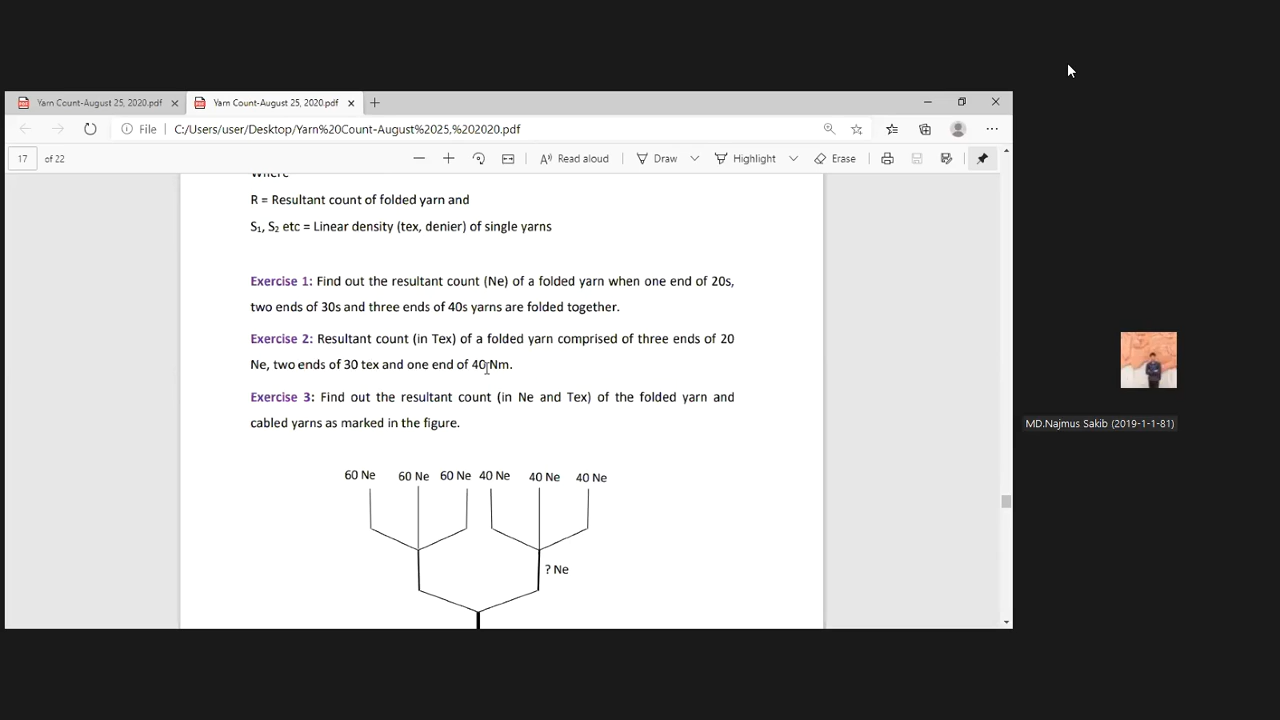 Yarn Count-August 25, 2020.pdf
Yarn Count-August 25, 2020.pdf
File
C:/Users/user/Desktop/Yarn%20Count-August%2025,%202020.pdf
17 of 22
Read aloud
Draw
Highlight
Erase
Where
R = Resultant count of folded yarn and
S₁, S₂ etc = Linear density (tex, denier) of single yarns
Exercise 1: Find out the resultant count (Ne) of a folded yarn when one end of 20s,
two ends of 30s and three ends of 40s yarns are folded together.
Exercise 2: Resultant count (in Tex) of a folded yarn comprised of three ends of 20
Ne, two ends of 30 tex and one end of 40 Nm.
Exercise 3: Find out the resultant count (in Ne and Tex) of the folded yarn and
cabled yarns as marked in the figure.
60 Ne 60 Ne 60 Ne 40 Ne 40 Ne 40 Ne
? Ne
MD.Najmus Sakib (2019-1-1-81)